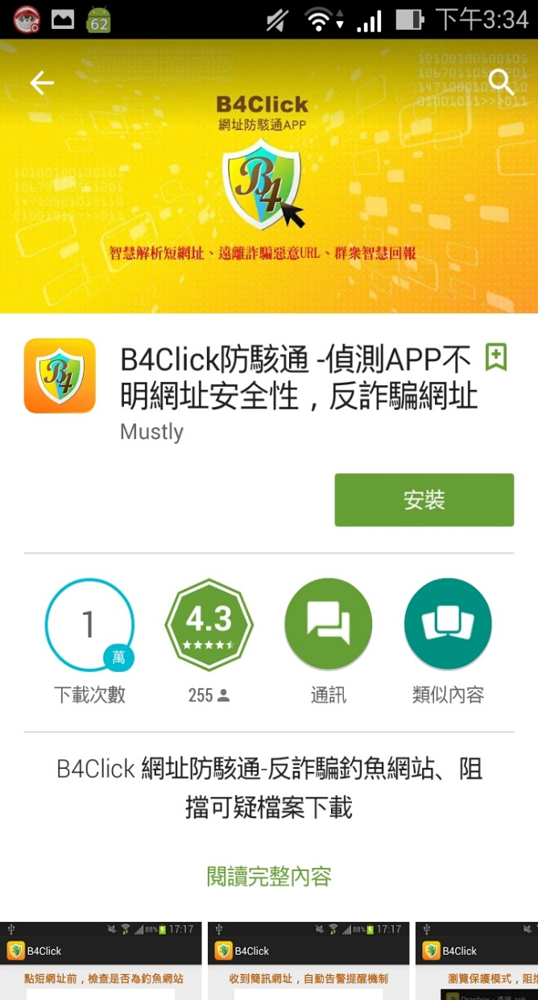 62 下午3:34
B4Click
網址防駭通APP
B4
智慧解析短網址、遠離詐騙惡意URL、群衆智慧回報
B4
B4Click防駭通 -偵測APP不
明網址安全性，反詐騙網址
Mustly
安裝
1 萬
4.3
下載次數
255
通訊
類似內容
B4Click 網址防駭通-反詐騙釣魚網站、阻
擋可疑檔案下載
閱讀完整內容
88% 17:17
B4Click
點短網址前，檢查是否為釣魚網站
88% 17:17
B4Click
收到簡訊網址，自動告警提醒機制
B4Click
瀏覽保護模式，阻